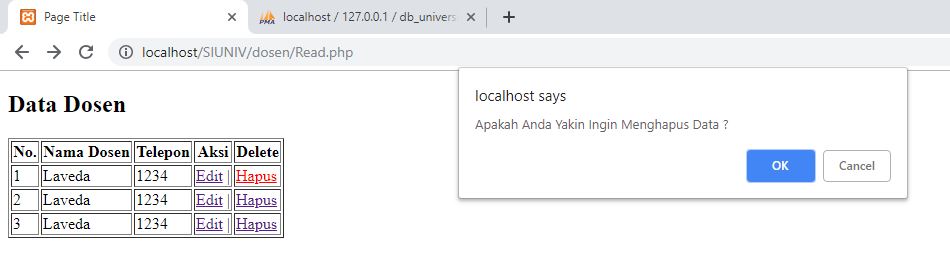 Page Title
localhost / 127.0.0.1 / db_univers
localhost/SIUNIV/dosen/Read.php
localhost says
Apakah Anda Yakin Ingin Menghapus Data ?
OK Cancel
Data Dosen
No. Nama Dosen Telepon Aksi Delete
1 Laveda 1234 Edit | Hapus
2 Laveda 1234 Edit | Hapus
3 Laveda 1234 Edit | Hapus